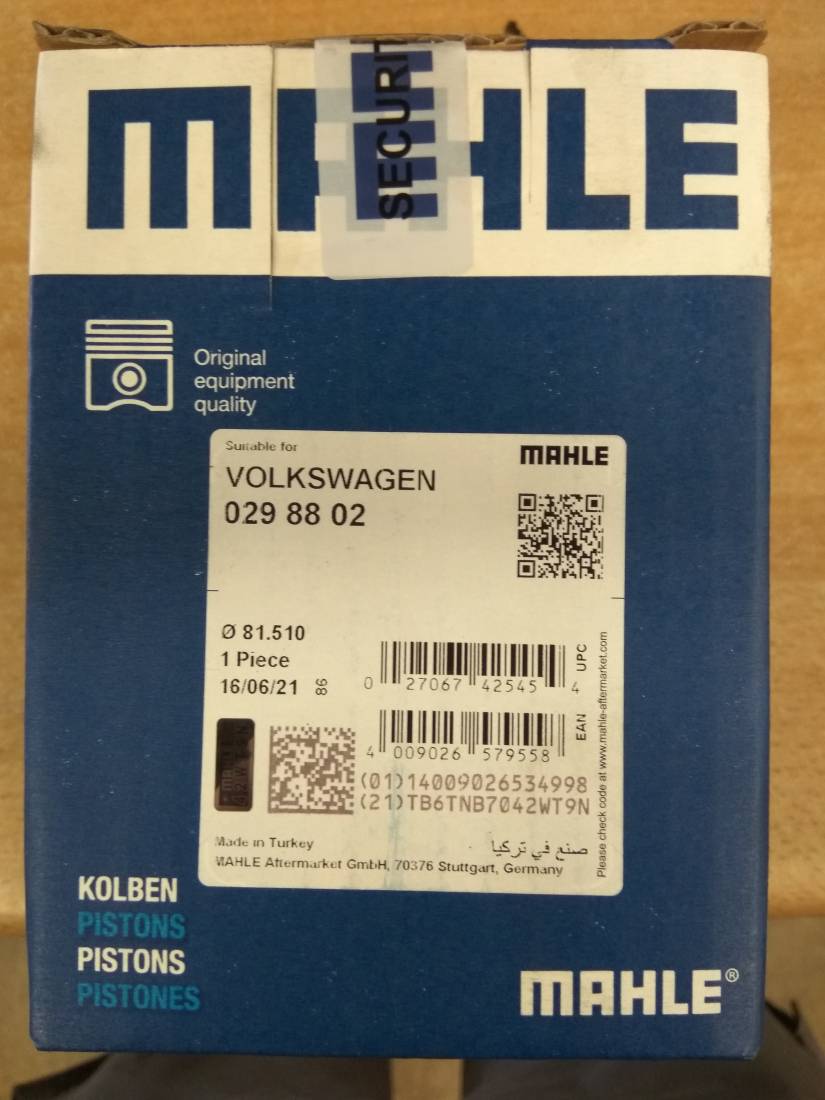 MAHLE
SECURIT
Original
equipment
quality
Suitable for
MAHLE
VOLKSWAGEN
029 88 02
Ø 81.510
1 Piece
16/06/21
86
0 27067 42545 4
UPC
4 009026 579558
EAN
(01)14009026534998
(21)TB6TNB7042WT9N
Please check code at www.mahle-aftermarket.com
Made in Turkey
صنع في تركيا
MAHLE Aftermarket GmbH, 70376 Stuttgart, Germany
KOLBEN
PISTONS
PISTONS
PISTONES
MAHLE®